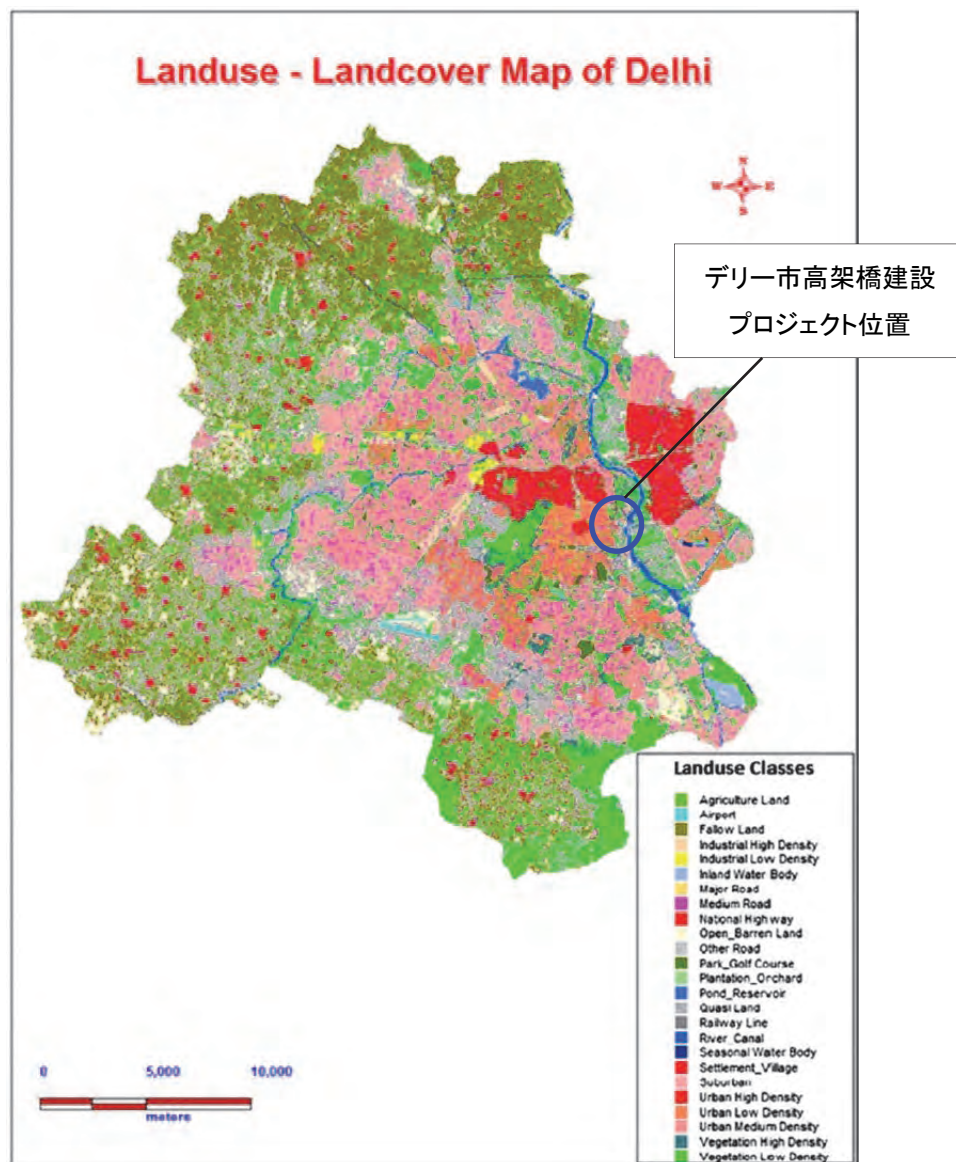 Landuse - Landcover Map of Delhi
N
W E
S
デリー市高架橋建設
プロジェクト位置
Landuse Classes
Agriculture Land
Airport
Fallow Land
Industrial High Density
Industrial Low Density
Inland Water Body
Major Road
Medium Road
National Highway
Open_Barren Land
Other Road
Park_Golf Course
Plantation_Orchard
Pond_Reservoir
Quasi Land
Railway Line
River_Canal
Seasonal Water Body
Settlement_Village
Suburban
Urban High Density
Urban Low Density
Urban Medium Density
Vegetation High Density
Vegetation Low Density
0 5,000 10,000
meters